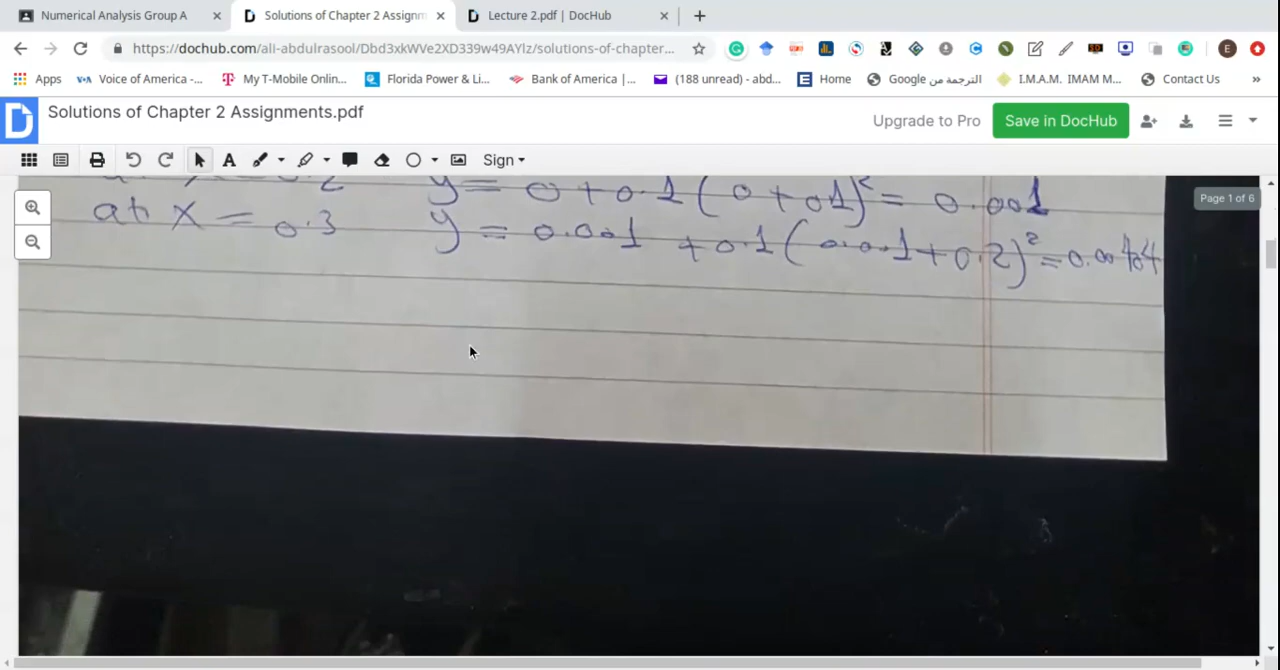 Numerical Analysis Group A
Solutions of Chapter 2 Assignm
Lecture 2.pdf | DocHub
https://dochub.com/ali-abdulrasool/Dbd3xkWVe2XD339w49AYlz/solutions-of-chapter...
E
Apps
Voice of America -...
My T-Mobile Onlin...
Florida Power & Li...
Bank of America |...
(188 unread) - abd...
Home
الترجمة من Google
I.M.A.M. IMAM M...
Contact Us
»
Solutions of Chapter 2 Assignments.pdf
Upgrade to Pro
Save in DocHub
A
Sign
Page 1 of 6
y = 0 + 0.1 ( 0 + 0.1)² = 0.001
at x = 0.3 y = 0.001 + 0.1 ( 0.001 + 0.2 )² =